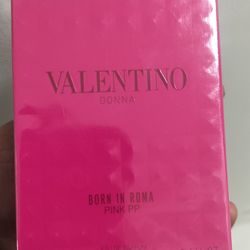 VALENTINO
DONNA
BORN IN ROMA
PINK PP